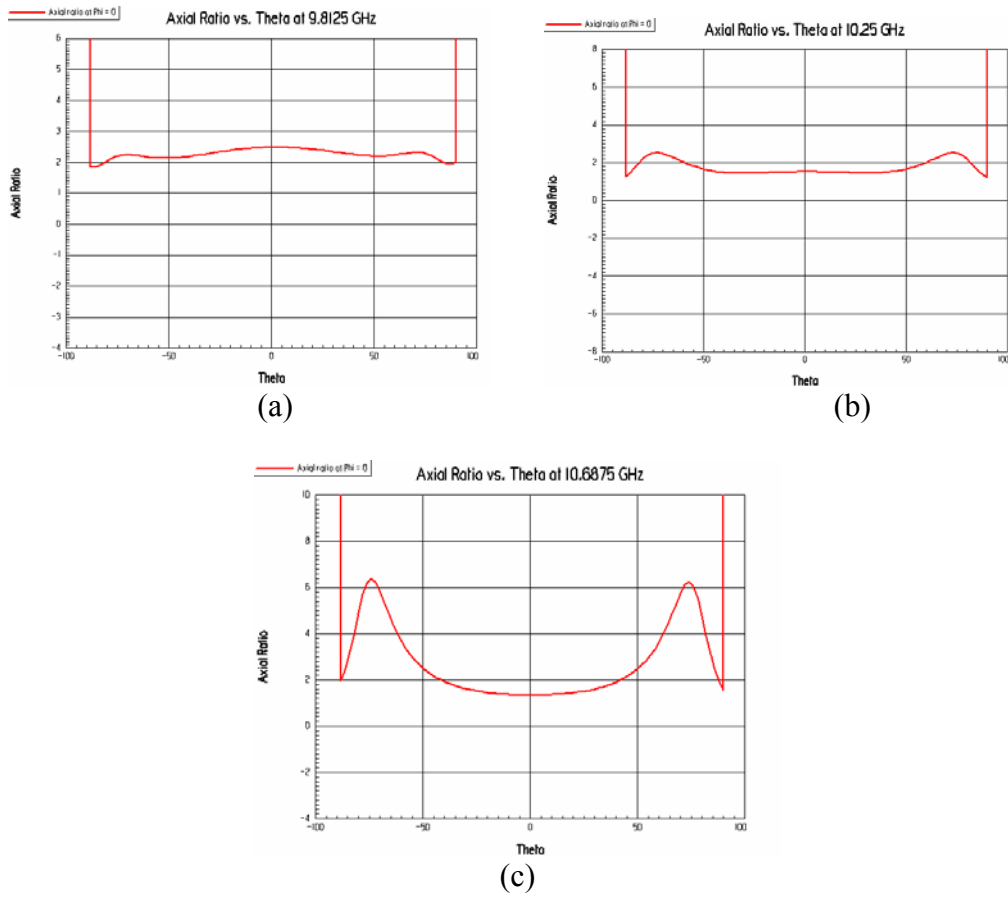 Axial ratio at Phi = 0
Axial Ratio vs. Theta at 9.8125 GHz
6
5
4
3
2
1
0
-1
-2
-3
-4
Axial Ratio
-100
-50
0
50
100
Theta
(a)
Axial ratio at Phi = 0
Axial Ratio vs. Theta at 10.25 GHz
8
6
4
2
0
-2
-4
-6
-8
Axial Ratio
-100
-50
0
50
100
Theta
(b)
Axial ratio at Phi = 0
Axial Ratio vs. Theta at 10.6875 GHz
10
8
6
4
2
0
-2
-4
Axial Ratio
-100
-50
0
50
100
Theta
(c)